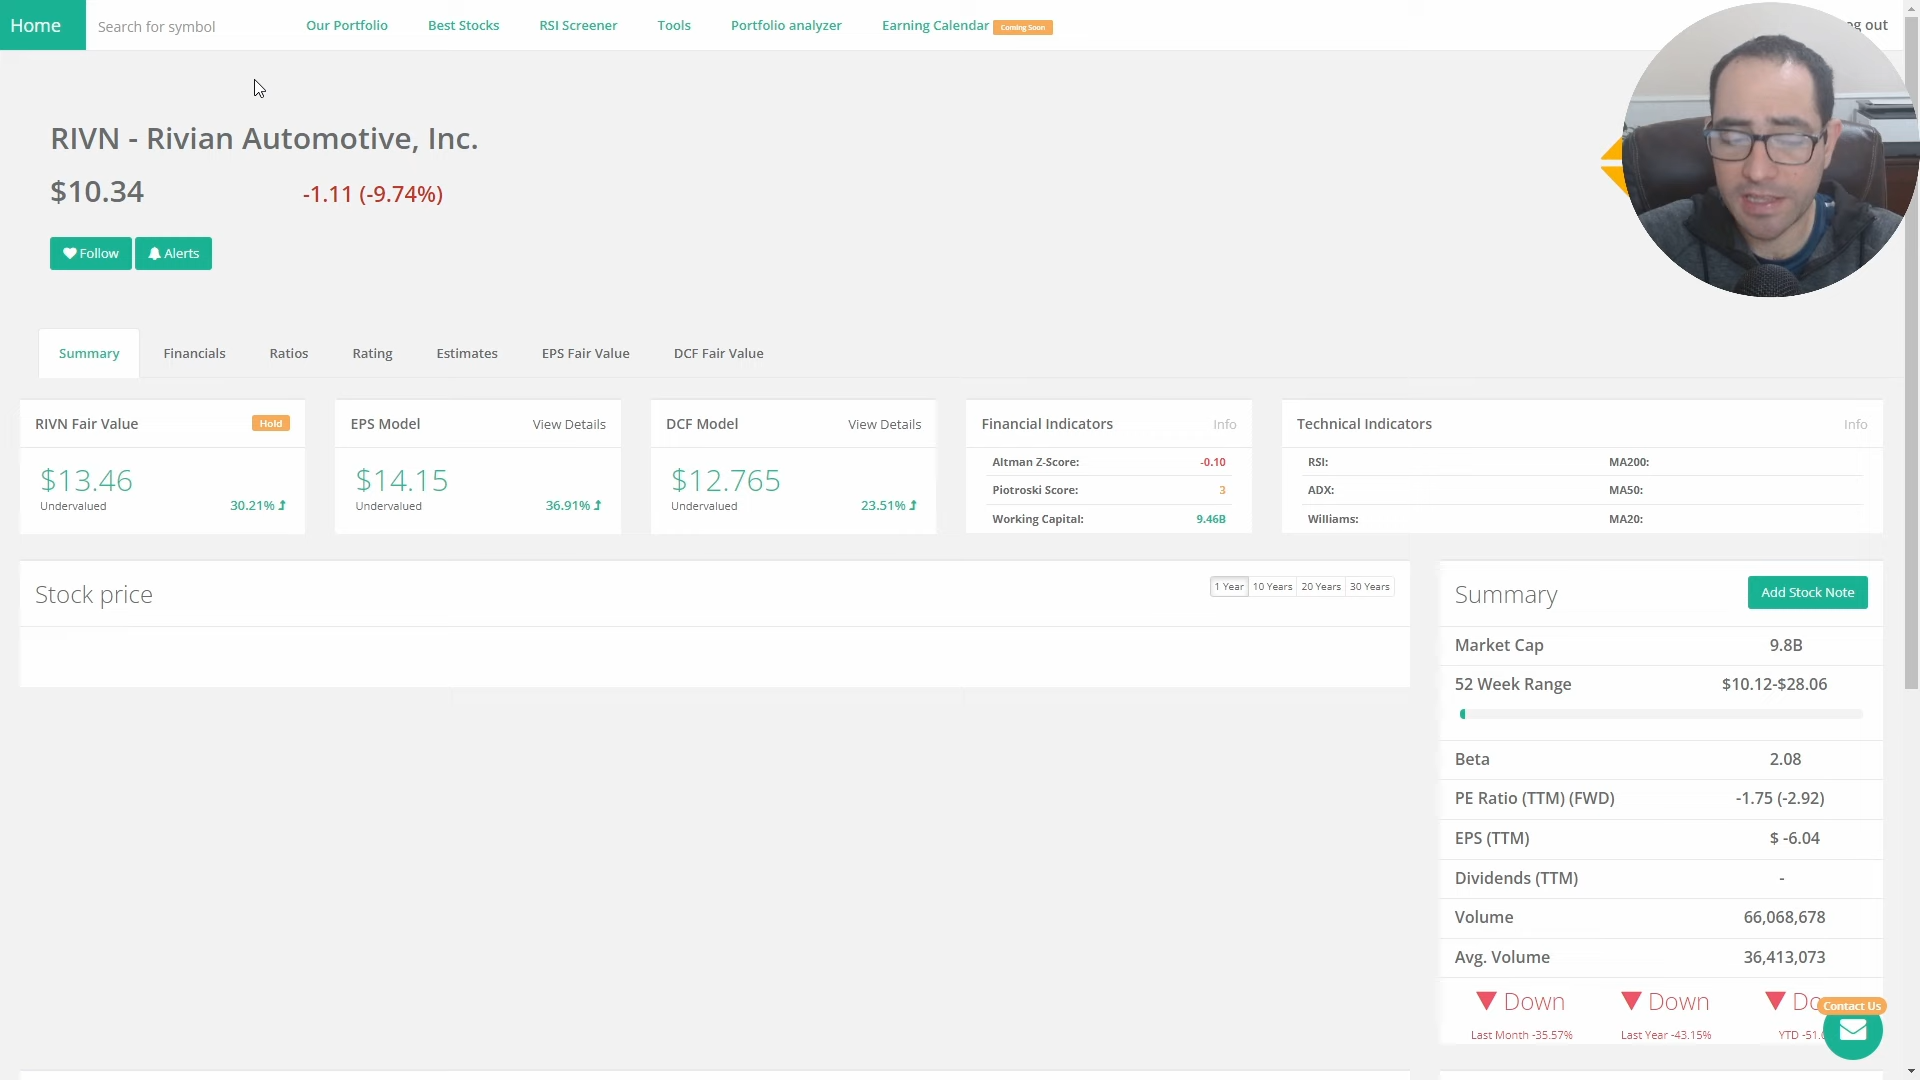 Home
Search for symbol
Our Portfolio
Best Stocks
RSI Screener
Tools
Portfolio analyzer
Earning Calendar
Coming Soon
out
RIVN - Rivian Automotive, Inc.
$10.34
-1.11 (-9.74%)
Follow
Alerts
Summary
Financials
Ratios
Rating
Estimates
EPS Fair Value
DCF Fair Value
RIVN Fair Value
Hold
$13.46
Undervalued
30.21%
EPS Model
View Details
$14.15
Undervalued
36.91%
DCF Model
View Details
$12.765
Undervalued
23.51%
Financial Indicators
Info
Altman Z-Score:
-0.10
Piotroski Score:
3
Working Capital:
9.46B
Technical Indicators
Info
RSI:
MA200:
ADX:
MA50:
Williams:
MA20:
Stock price
1 Year
10 Years
20 Years
30 Years
Summary
Add Stock Note
Market Cap
9.8B
52 Week Range
$10.12-$28.06
Beta
2.08
PE Ratio (TTM) (FWD)
-1.75 (-2.92)
EPS (TTM)
$ -6.04
Dividends (TTM)
-
Volume
66,068,678
Avg. Volume
36,413,073
Down
Last Month -35.57%
Down
Last Year -43.15%
YTD
Contact Us